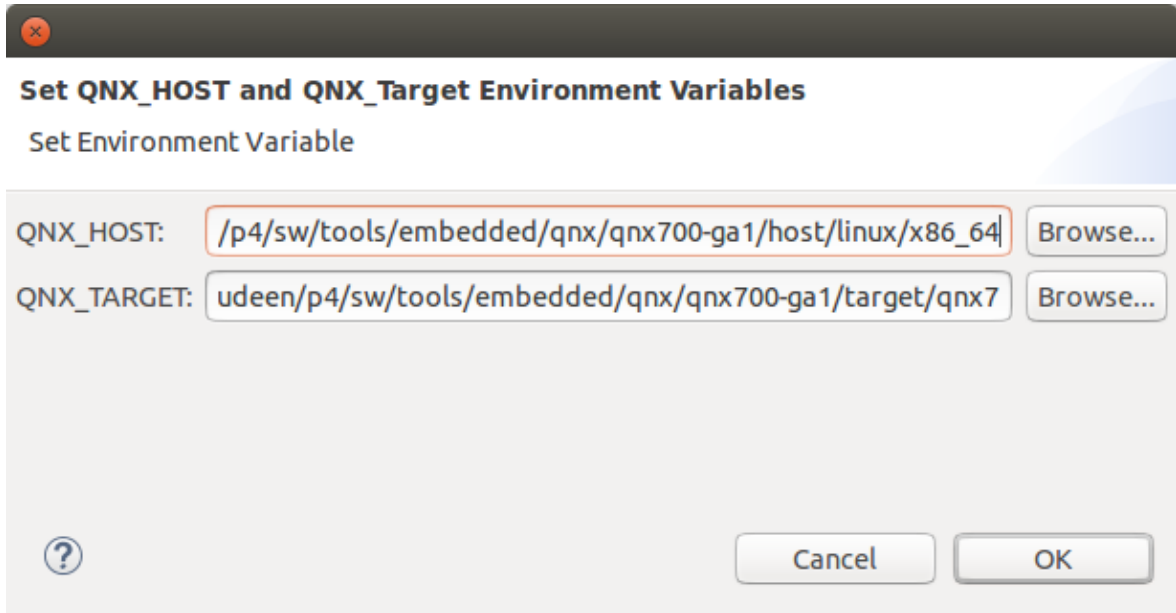 Set QNX_HOST and QNX_Target Environment Variables
Set Environment Variable
QNX_HOST: /p4/sw/tools/embedded/qnx/qnx700-ga1/host/linux/x86_64 Browse...
QNX_TARGET: udeen/p4/sw/tools/embedded/qnx/qnx700-ga1/target/qnx7 Browse...
? Cancel OK